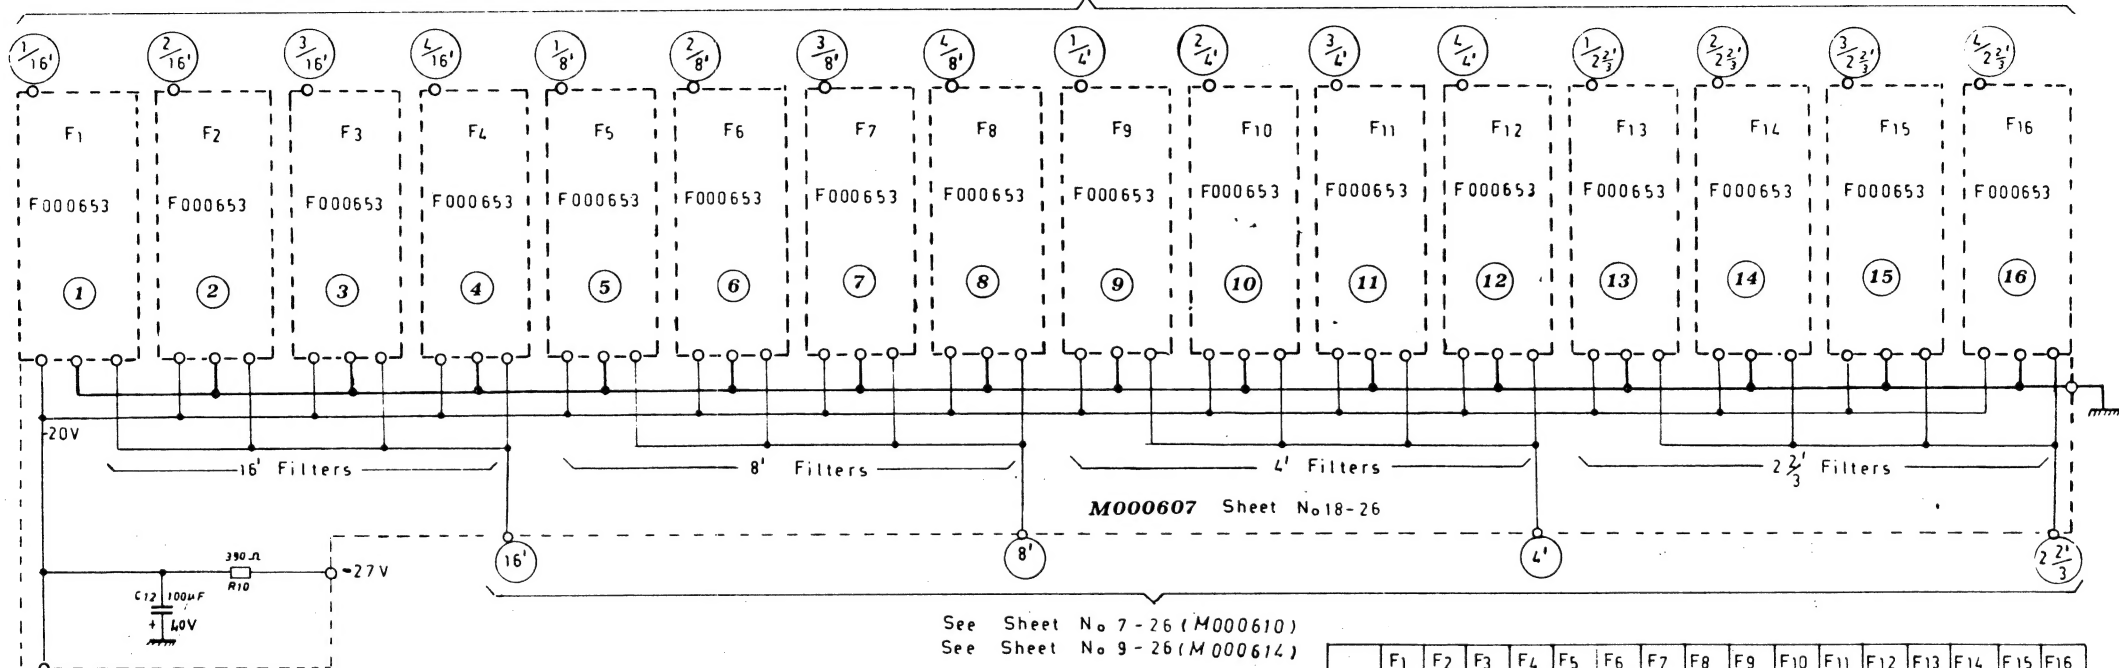 1/16' 2/16' 3/16' 4/16' 1/8' 2/8' 3/8' 4/8' 1/4' 2/4' 3/4' 4/4' 1/2 2/3' 2/2 2/3' 3/2 2/3' 4/2 2/3'
F1 F2 F3 F4 F5 F6 F7 F8 F9 F10 F11 F12 F13 F14 F15 F16
F000653 F000653 F000653 F000653 F000653 F000653 F000653 F000653 F000653 F000653 F000653 F000653 F000653 F000653 F000653 F000653
1 2 3 4 5 6 7 8 9 10 11 12 13 14 15 16
-20V
16' Filters 8' Filters 4' Filters 2 2/3' Filters
M000607 Sheet No 18-26
16' 8' 4' 2 2/3'
390 Ω
R10
-27V
C12 100µF
+ 40V
See Sheet No 7-26 (M000610)
See Sheet No 9-26 (M000614)
F1 F2 F3 F4 F5 F6 F7 F8 F9 F10 F11 F12 F13 F14 F15 F16